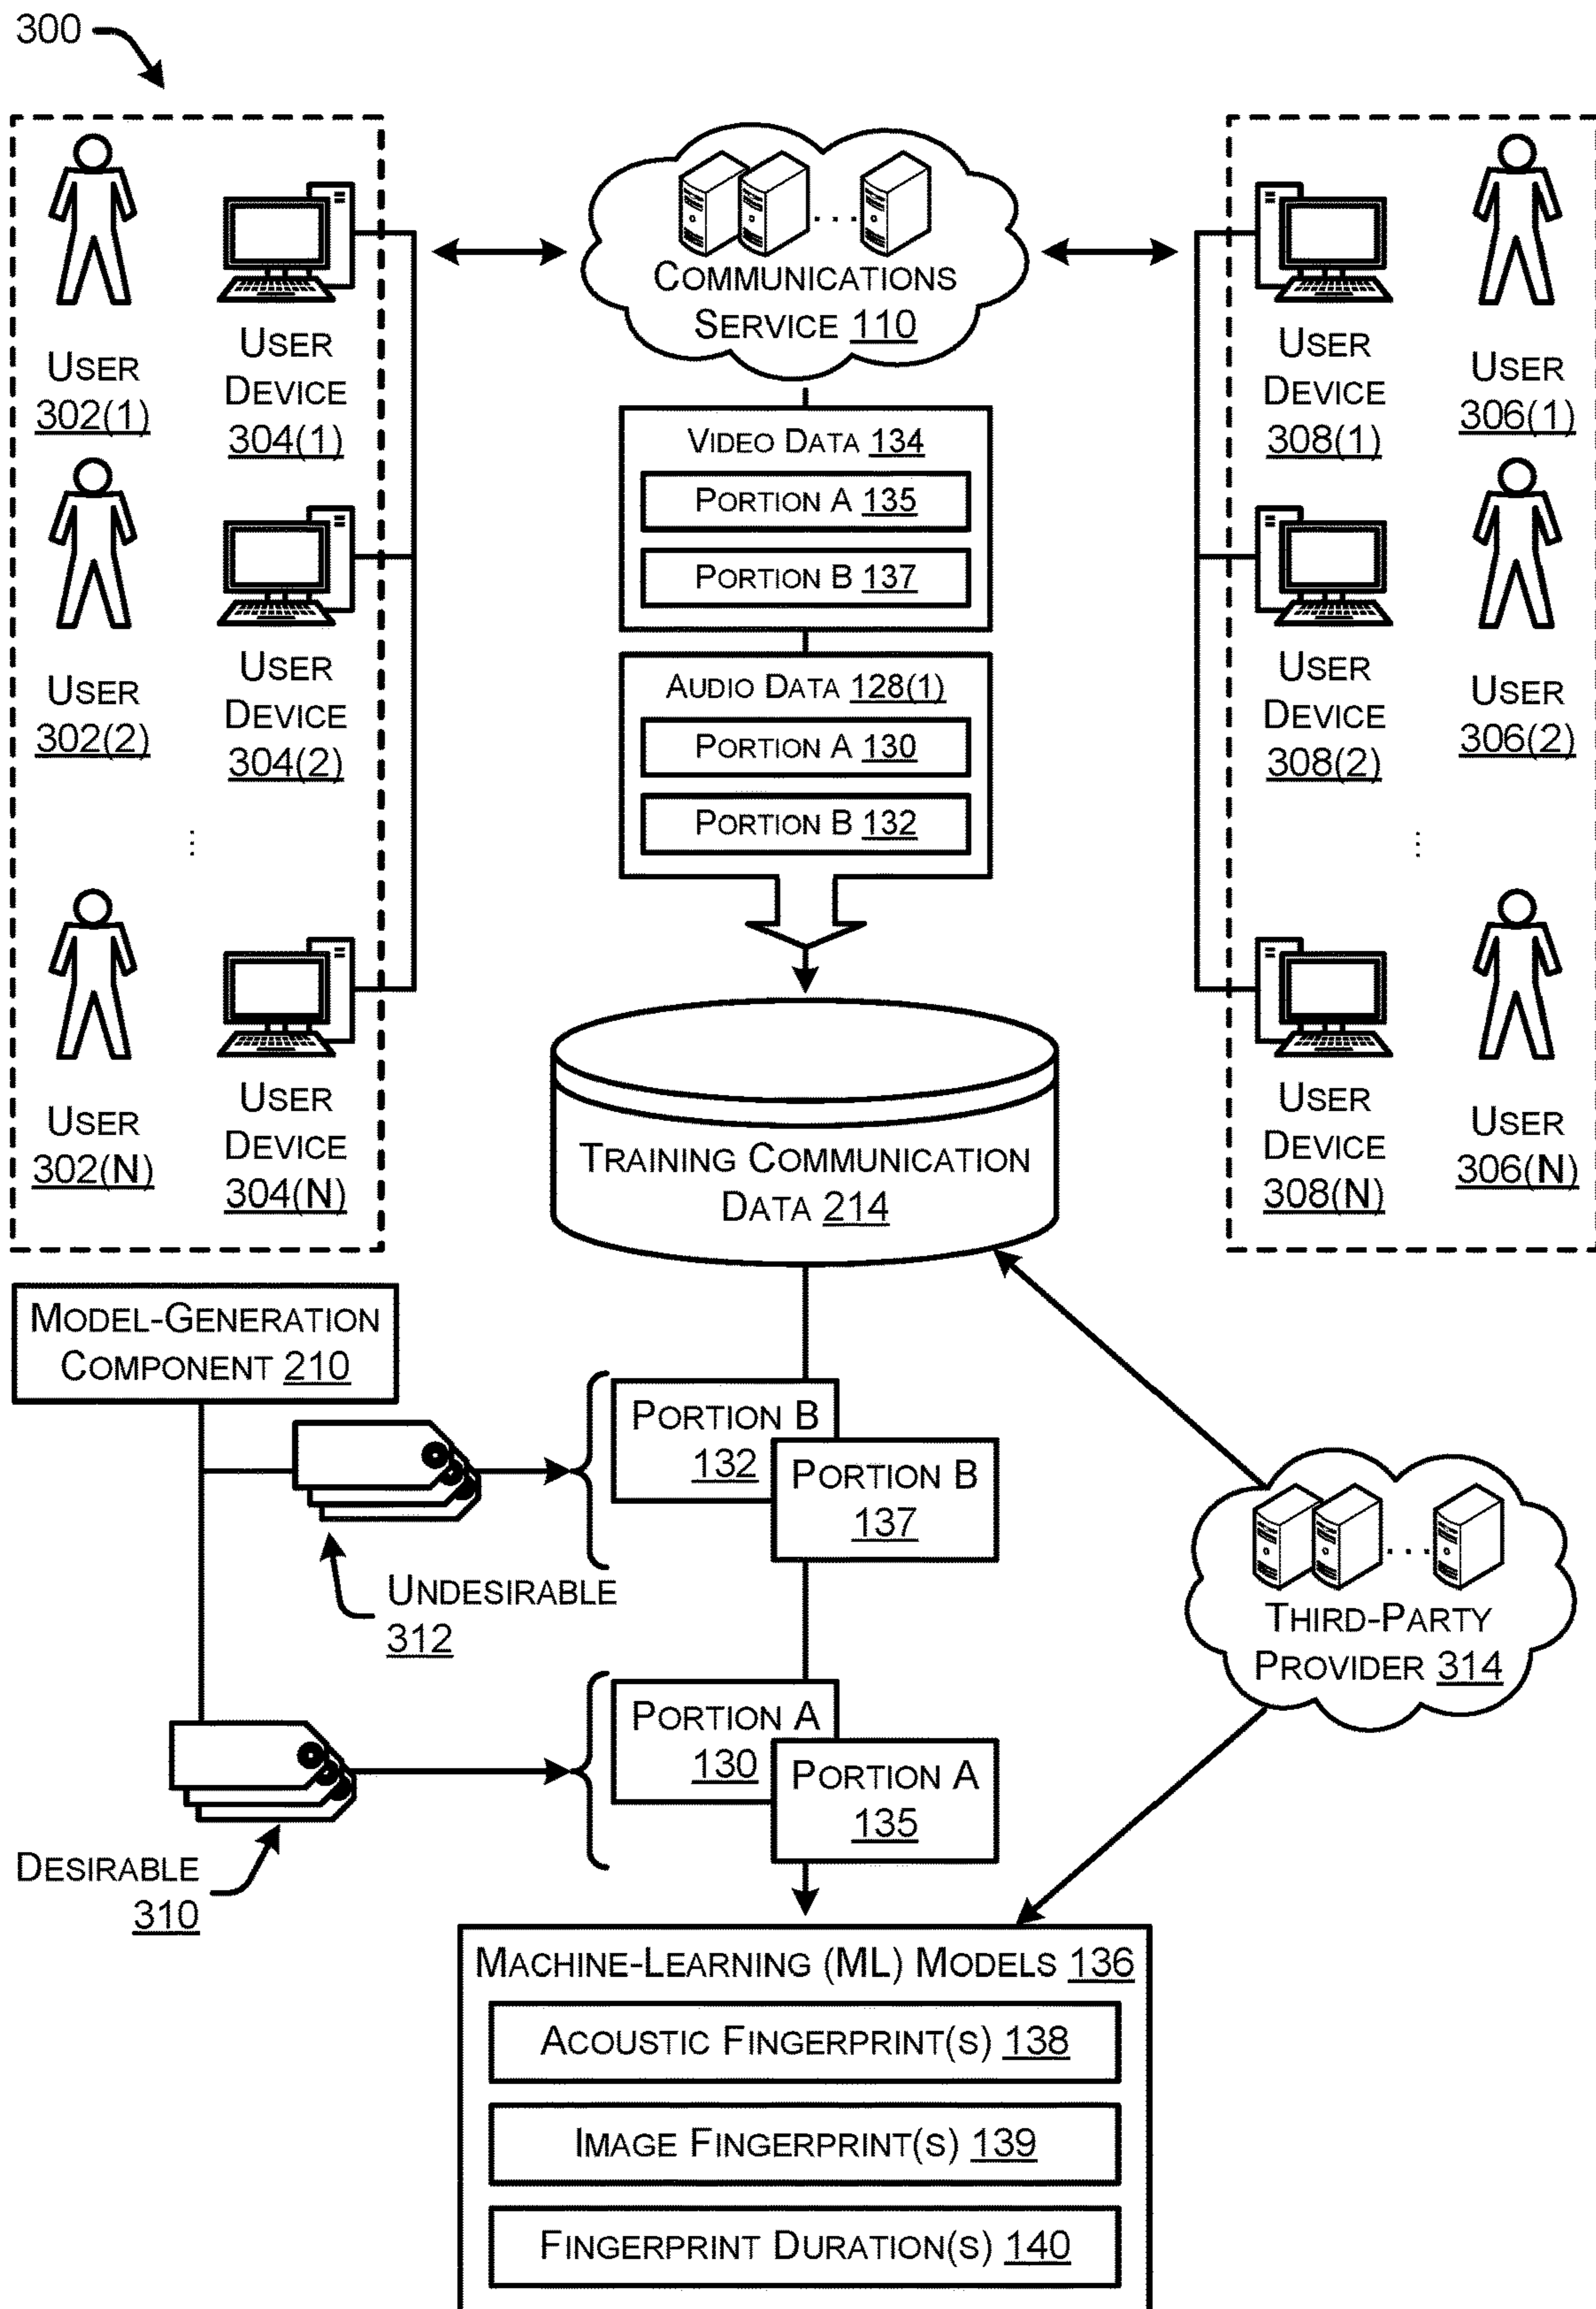 300
COMMUNICATIONS
SERVICE 110
USER
302(1)
USER
DEVICE
304(1)
USER
302(2)
USER
DEVICE
304(2)
...
USER
302(N)
USER
DEVICE
304(N)
VIDEO DATA 134
PORTION A 135
PORTION B 137
AUDIO DATA 128(1)
PORTION A 130
PORTION B 132
USER
DEVICE
308(1)
USER
306(1)
USER
DEVICE
308(2)
USER
306(2)
...
USER
DEVICE
308(N)
USER
306(N)
TRAINING COMMUNICATION
DATA 214
MODEL-GENERATION
COMPONENT 210
PORTION B
132
PORTION B
137
UNDESIRABLE
312
THIRD-PARTY
PROVIDER 314
PORTION A
130
PORTION A
135
DESIRABLE
310
MACHINE-LEARNING (ML) MODELS 136
ACOUSTIC FINGERPRINT(S) 138
IMAGE FINGERPRINT(S) 139
FINGERPRINT DURATION(S) 140